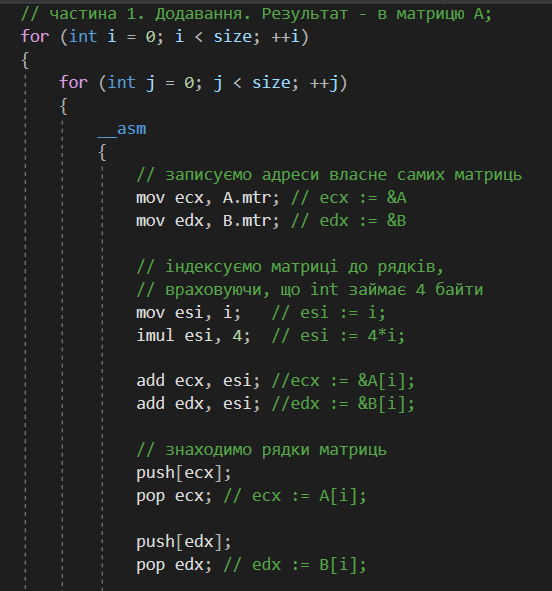 // частина 1. Додавання. Результат - в матрицю A;
for (int i = 0; i < size; ++i)
{
for (int j = 0; j < size; ++j)
{
__asm
{
// записуємо адреси власне самих матриць
mov ecx, A.mtr; // ecx := &A
mov edx, B.mtr; // edx := &B
// індексуємо матриці до рядків,
// враховуючи, що int займає 4 байти
mov esi, i; // esi := i;
imul esi, 4; // esi := 4*i;
add ecx, esi; //ecx := &A[i];
add edx, esi; //edx := &B[i];
// знаходимо рядки матриць
push[ecx];
pop ecx; // ecx := A[i];
push[edx];
pop edx; // edx := B[i];